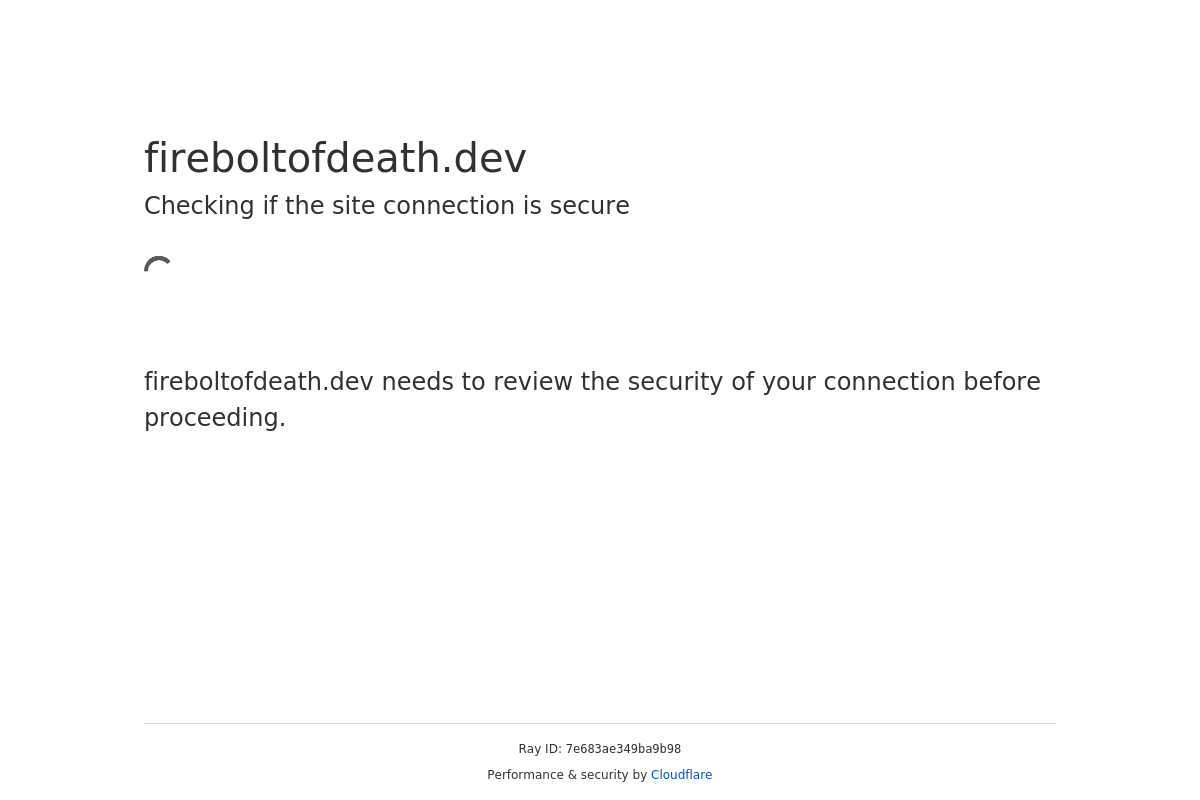 fireboltofdeath.dev
Checking if the site connection is secure
fireboltofdeath.dev needs to review the security of your connection before
proceeding.
Ray ID: 7e683ae349ba9b98
Performance & security by Cloudflare